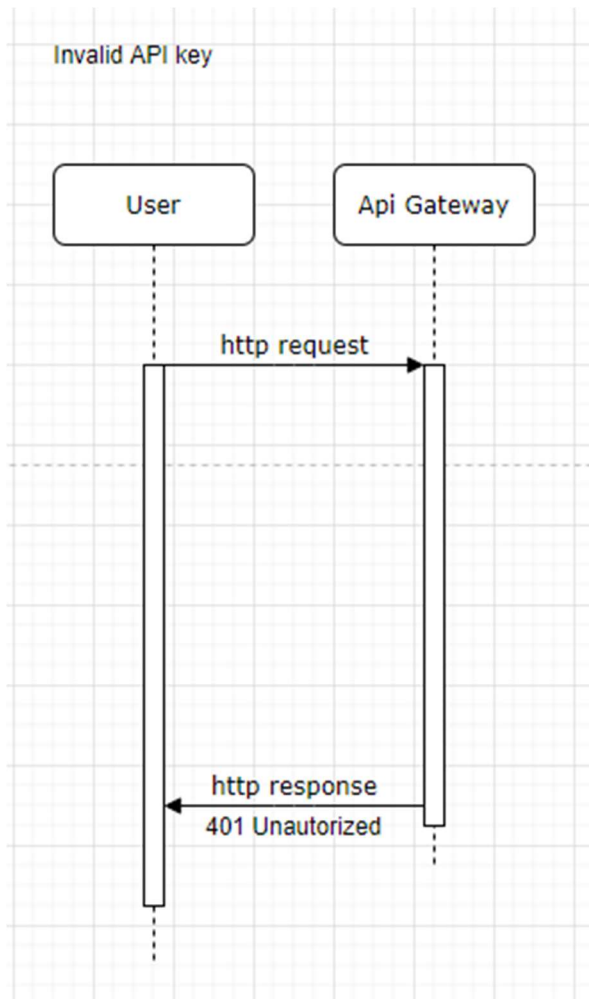 Invalid API key
User
Api Gateway
http request
http response
401 Unautorized